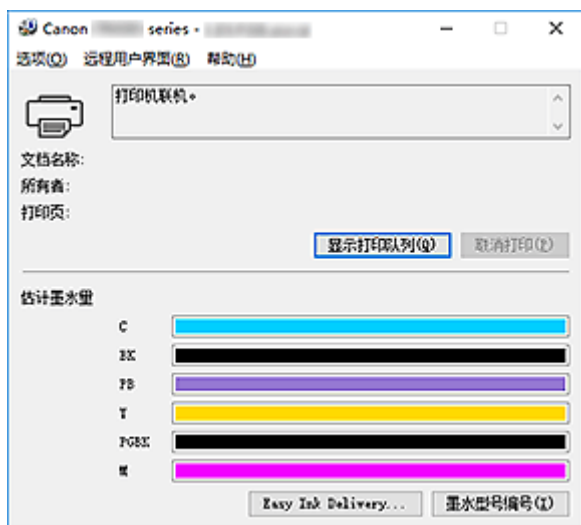 Canon series -
选项(O) 远程用户界面(R) 帮助(H)
打印机联机。
文档名称:
所有者:
打印页:
显示打印队列(Q) 取消打印(P)
估计墨水量
C
BK
PB
Y
PGBK
M
Easy Ink Delivery... 墨水型号编号(I)